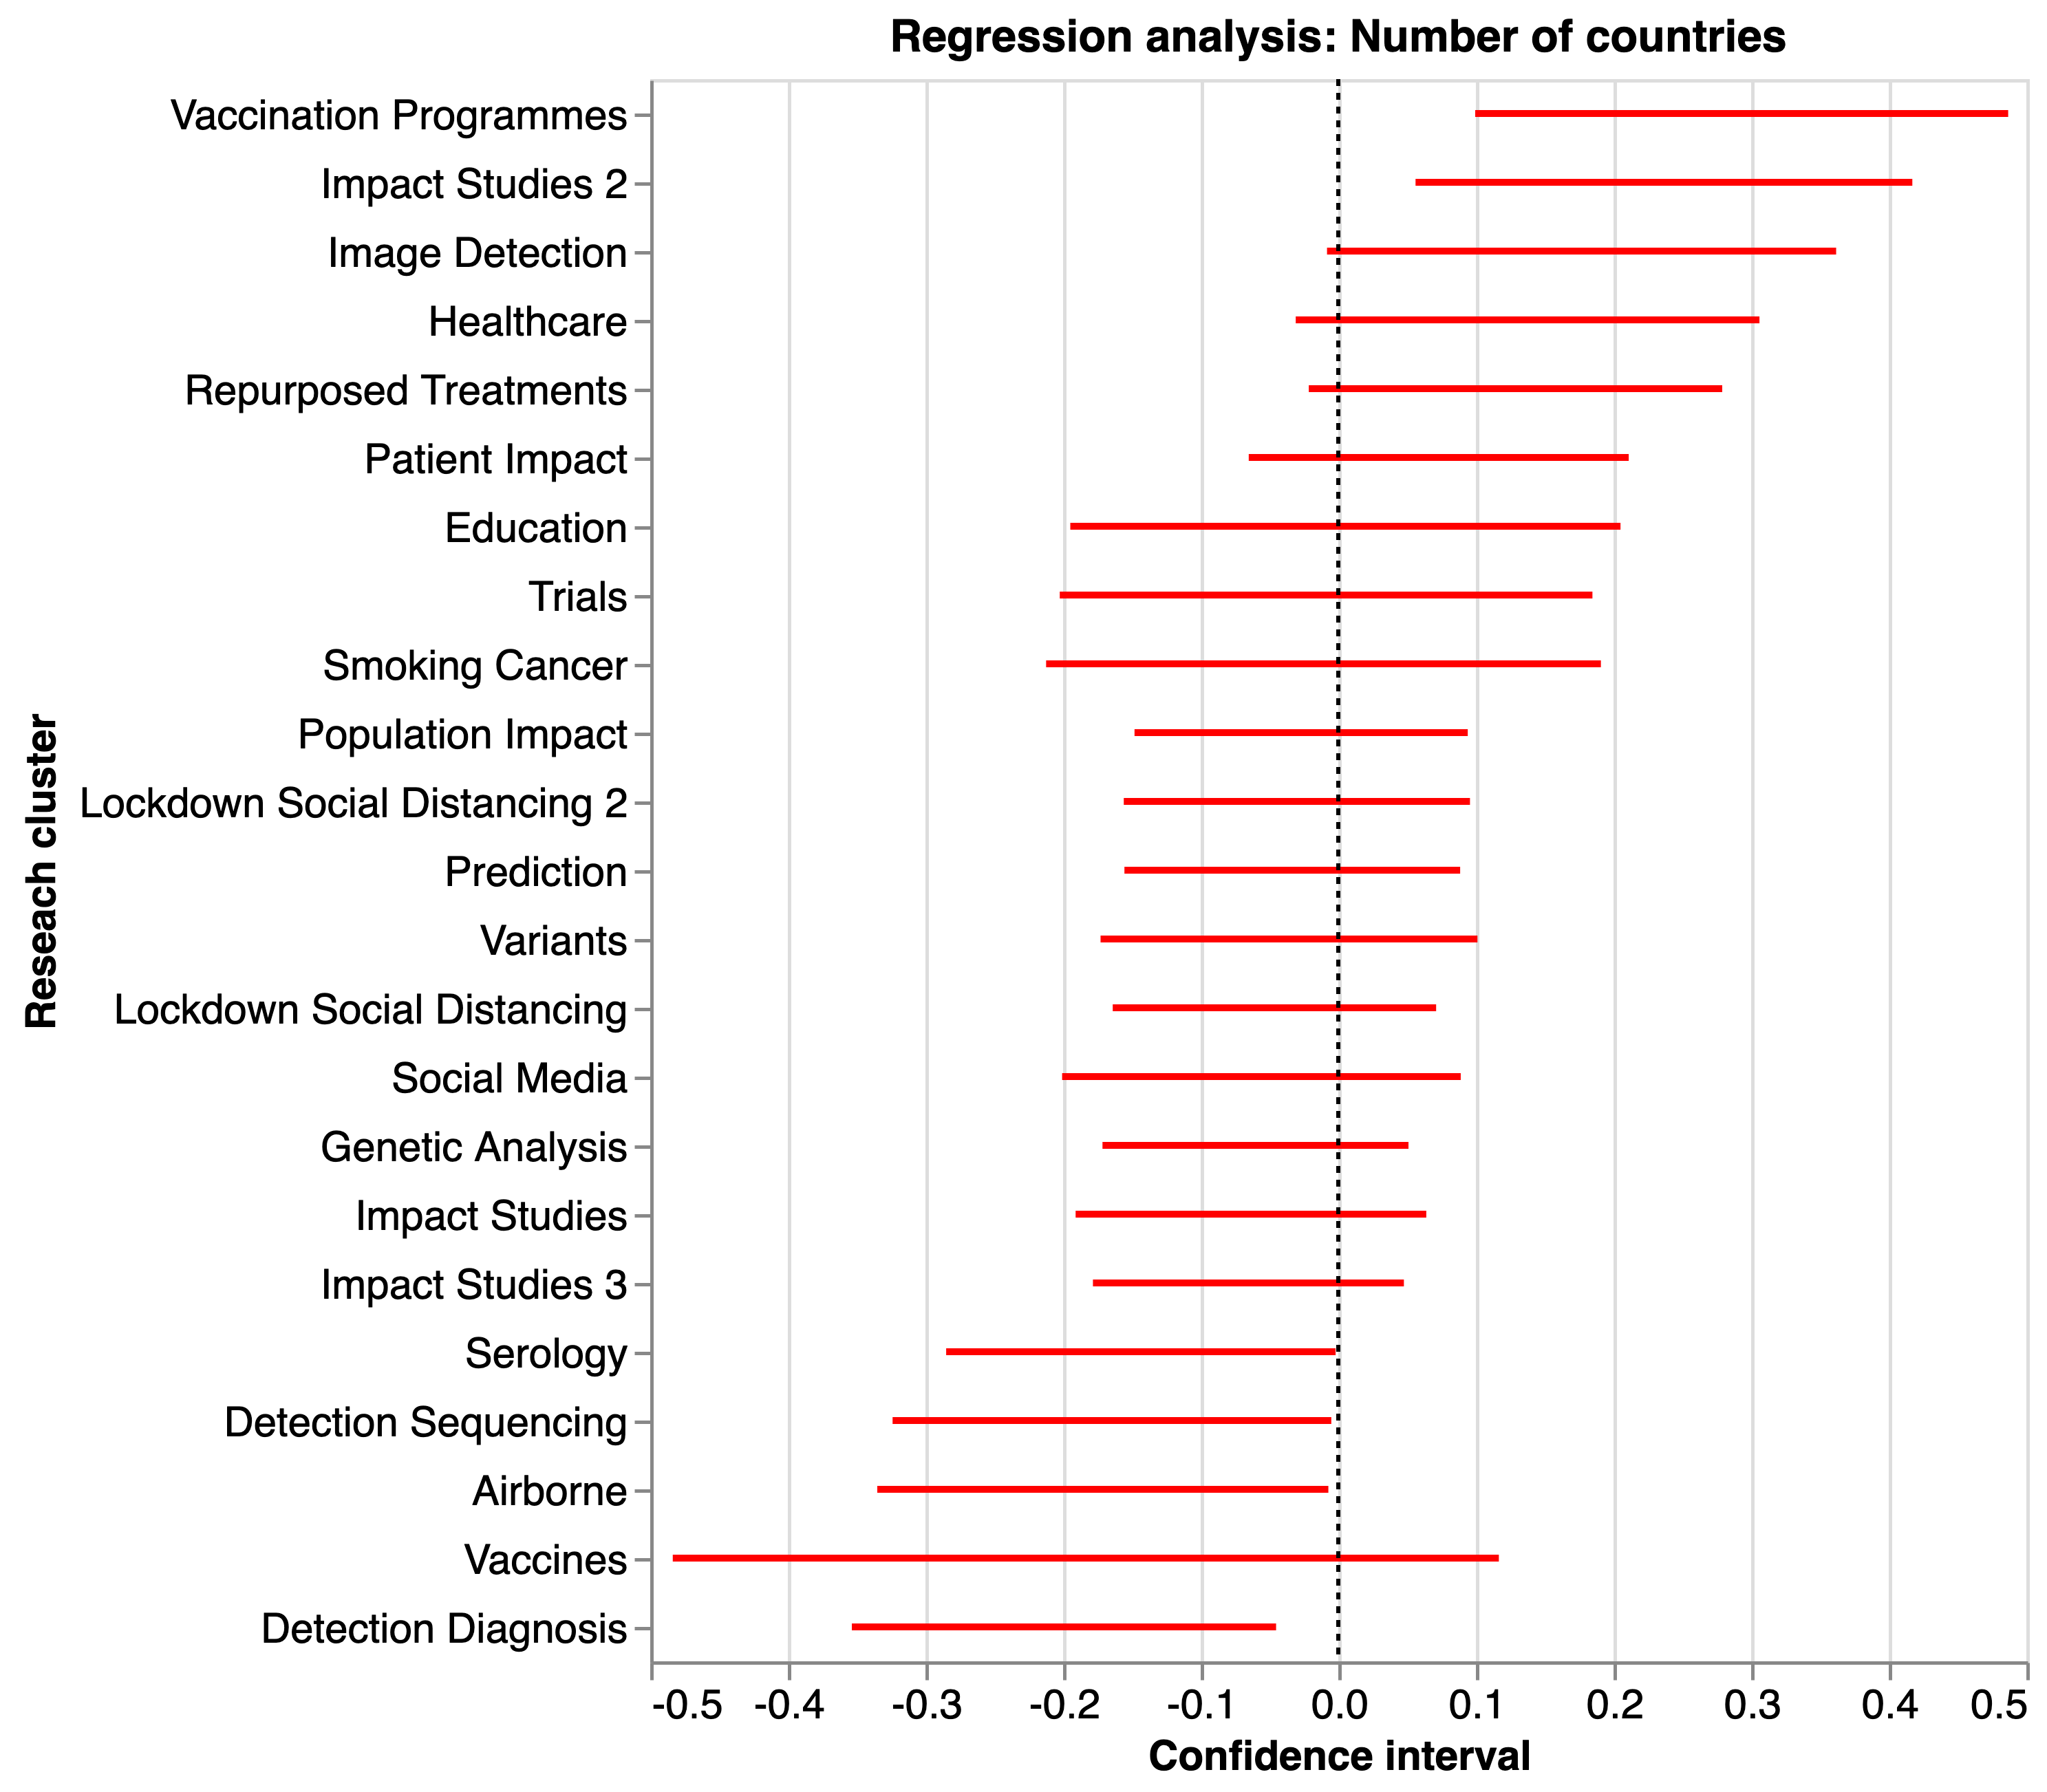 Regression analysis: Number of countries
Vaccination Programmes
Impact Studies 2
Image Detection
Healthcare
Repurposed Treatments
Patient Impact
Education
Trials
Smoking Cancer
Population Impact
Lockdown Social Distancing 2
Prediction
Variants
Lockdown Social Distancing
Social Media
Genetic Analysis
Impact Studies
Impact Studies 3
Serology
Detection Sequencing
Airborne
Vaccines
Detection Diagnosis
Reseach cluster
-0.5 -0.4 -0.3 -0.2 -0.1 0.0 0.1 0.2 0.3 0.4 0.5
Confidence interval